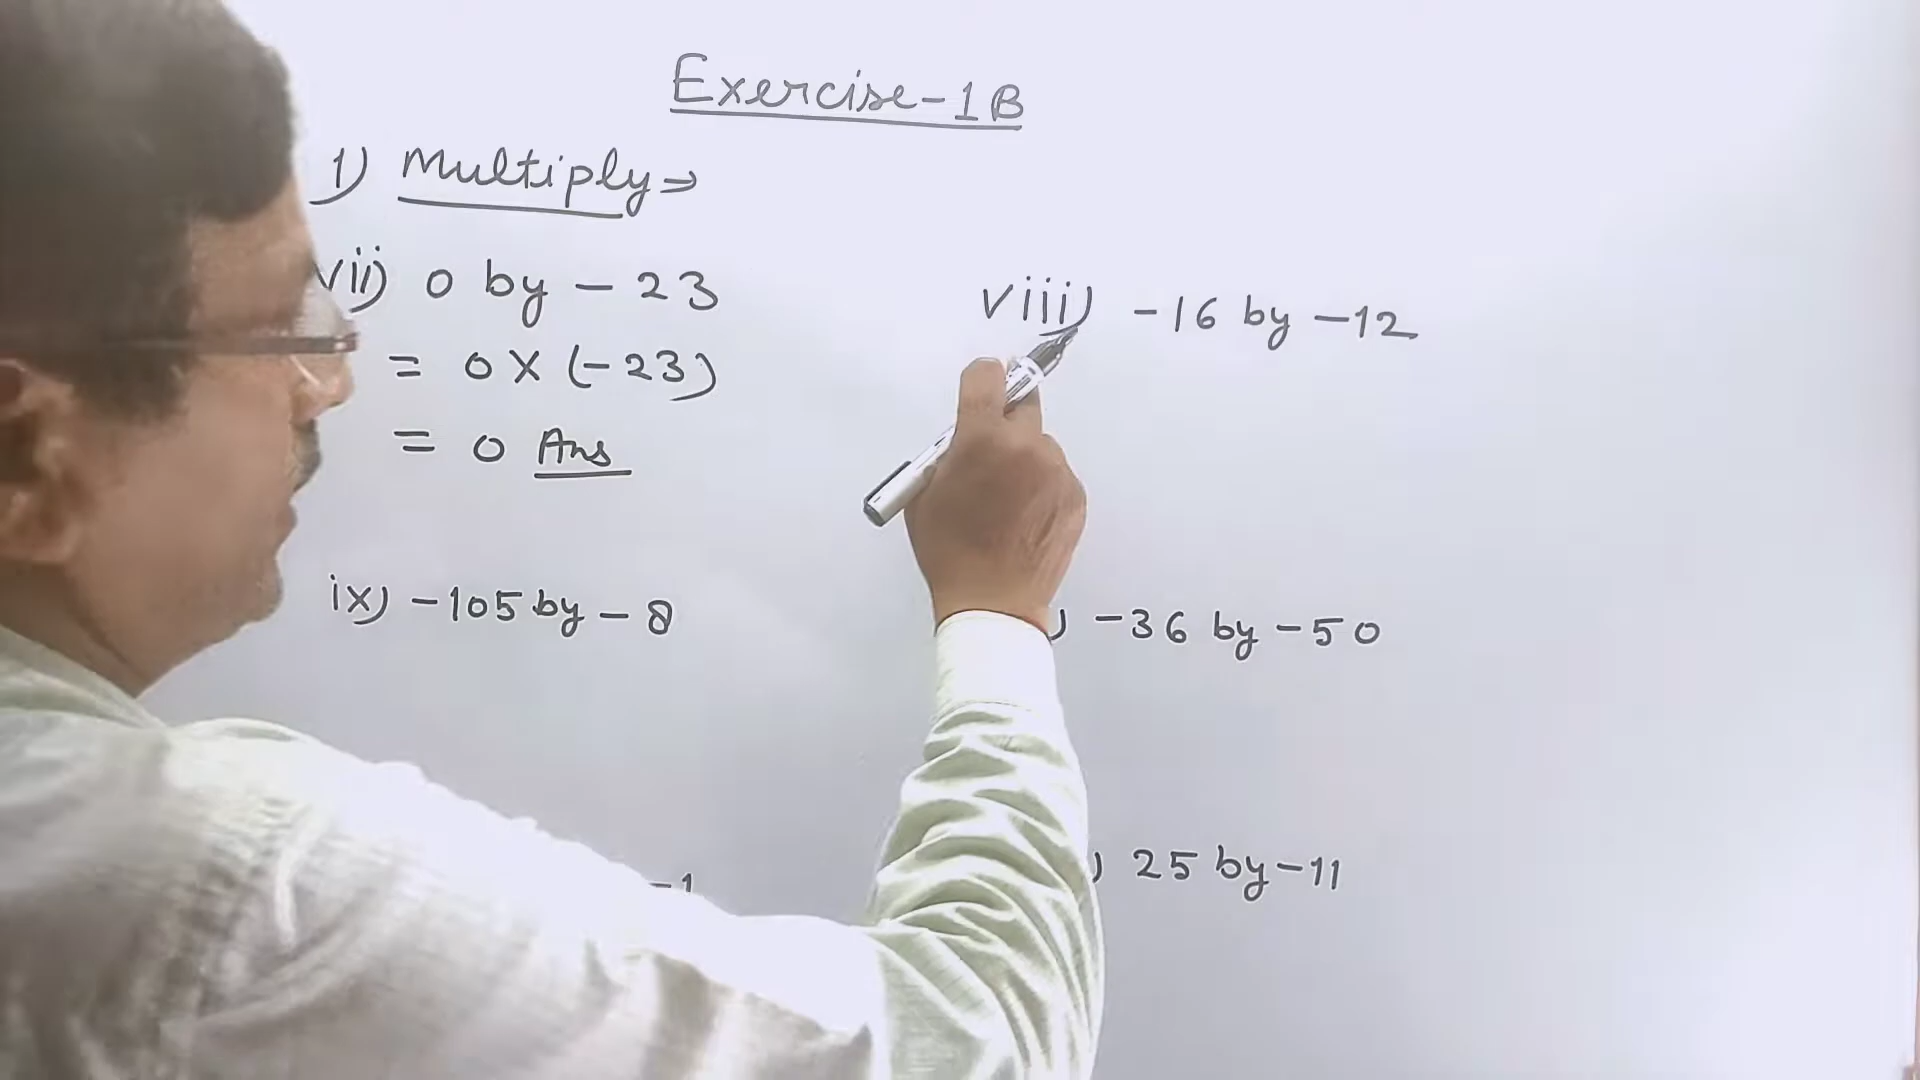 Exercise-1B
1) Multiply⇒
vii) 0 by -23
= 0 X (-23)
= 0 Ans
viii) -16 by -12
ix) -105 by -8
) -36 by -50
-1
) 25 by -11